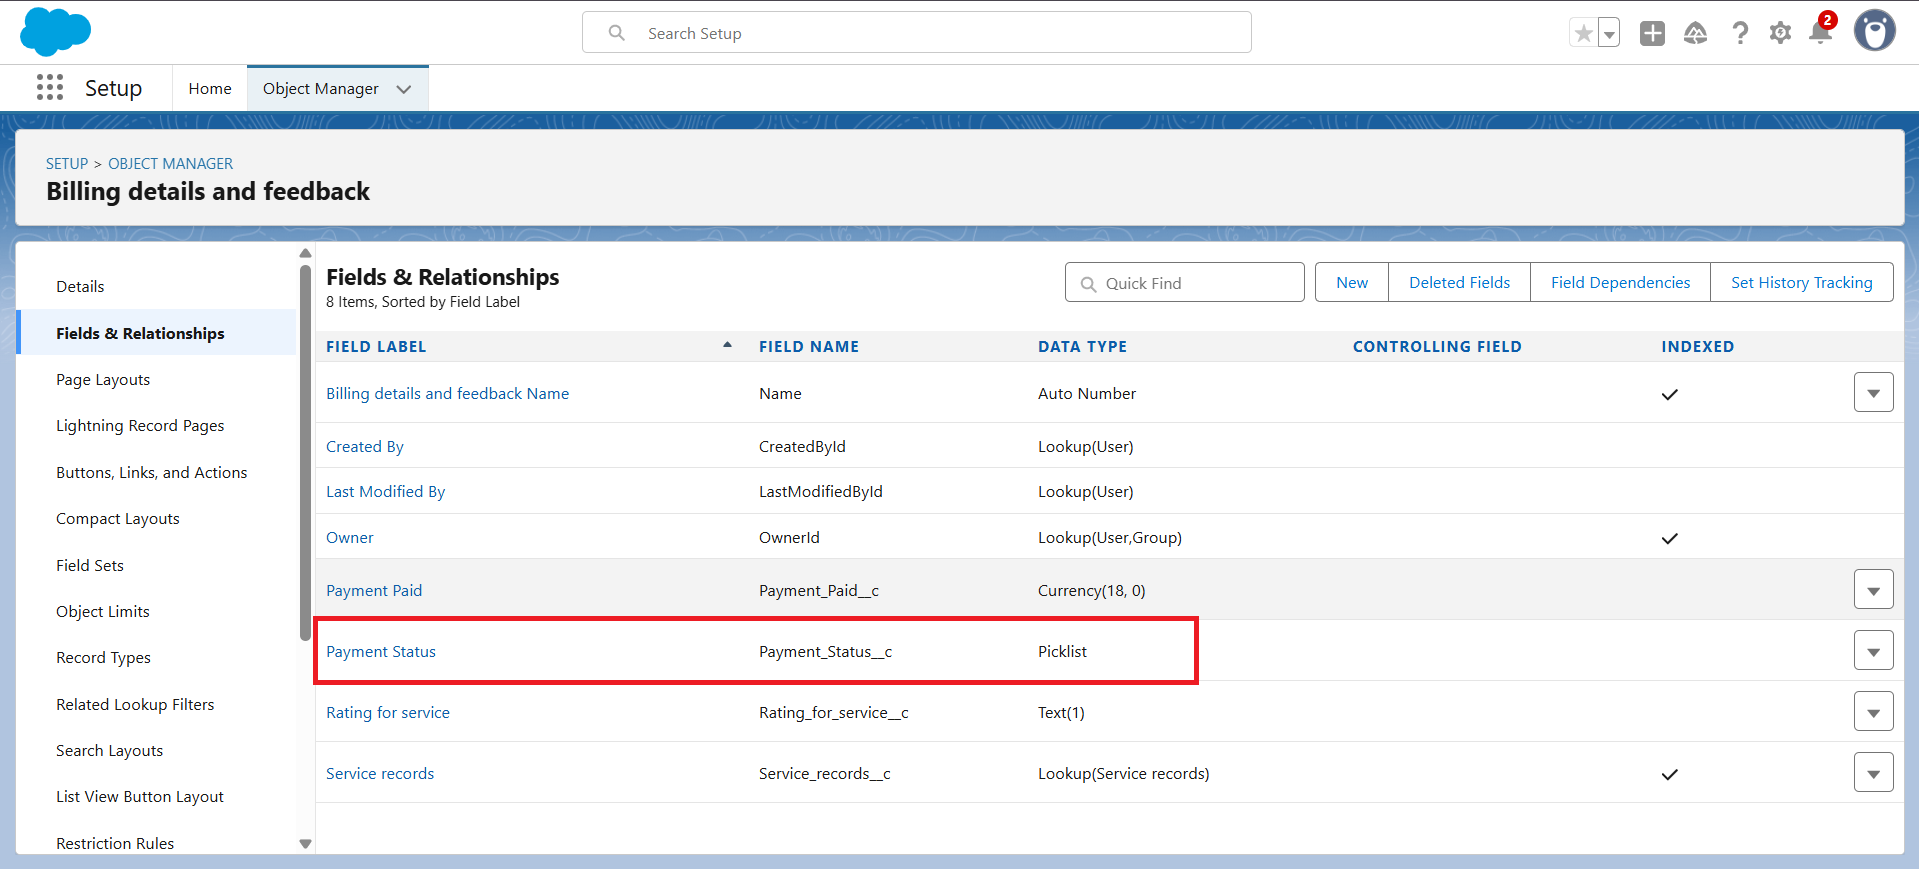 Search Setup
2
Setup
Home
Object Manager
SETUP > OBJECT MANAGER
Billing details and feedback
Details
Fields & Relationships
Page Layouts
Lightning Record Pages
Buttons, Links, and Actions
Compact Layouts
Field Sets
Object Limits
Record Types
Related Lookup Filters
Search Layouts
List View Button Layout
Restriction Rules
Fields & Relationships
8 Items, Sorted by Field Label
Quick Find
New
Deleted Fields
Field Dependencies
Set History Tracking
FIELD LABEL FIELD NAME DATA TYPE CONTROLLING FIELD INDEXED
Billing details and feedback Name Name Auto Number
Created By CreatedById Lookup(User)
Last Modified By LastModifiedById Lookup(User)
Owner OwnerId Lookup(User,Group)
Payment Paid Payment_Paid__c Currency(18, 0)
Payment Status Payment_Status__c Picklist
Rating for service Rating_for_service__c Text(1)
Service records Service_records__c Lookup(Service records)